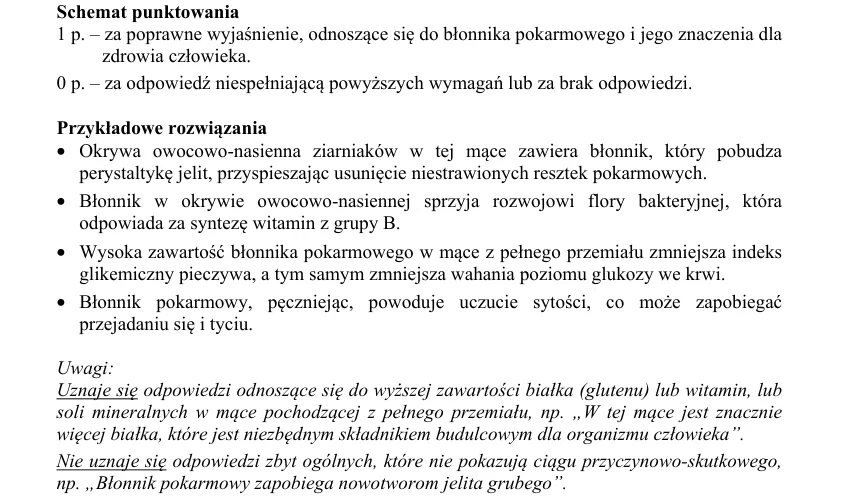 Schemat punktowania
1 p. – za poprawne wyjaśnienie, odnoszące się do błonnika pokarmowego i jego znaczenia dla
zdrowia człowieka.
0 p. – za odpowiedź niespełniającą powyższych wymagań lub za brak odpowiedzi.
Przykładowe rozwiązania
• Okrywa owocowo-nasienna ziarniaków w tej mące zawiera błonnik, który pobudza
perystaltykę jelit, przyspieszając usunięcie niestrawionych resztek pokarmowych.
• Błonnik w okrywie owocowo-nasiennej sprzyja rozwojowi flory bakteryjnej, która
odpowiada za syntezę witamin z grupy B.
• Wysoka zawartość błonnika pokarmowego w mące z pełnego przemiału zmniejsza indeks
glikemiczny pieczywa, a tym samym zmniejsza wahania poziomu glukozy we krwi.
• Błonnik pokarmowy, pęczniejąc, powoduje uczucie sytości, co może zapobiegać
przejadaniu się i tyciu.
Uwagi:
Uznaje się odpowiedzi odnoszące się do wyższej zawartości białka (glutenu) lub witamin, lub
soli mineralnych w mące pochodzącej z pełnego przemiału, np. „W tej mące jest znacznie
więcej białka, które jest niezbędnym składnikiem budulcowym dla organizmu człowieka”.
Nie uznaje się odpowiedzi zbyt ogólnych, które nie pokazują ciągu przyczynowo-skutkowego,
np. „Błonnik pokarmowy zapobiega nowotworom jelita grubego”.